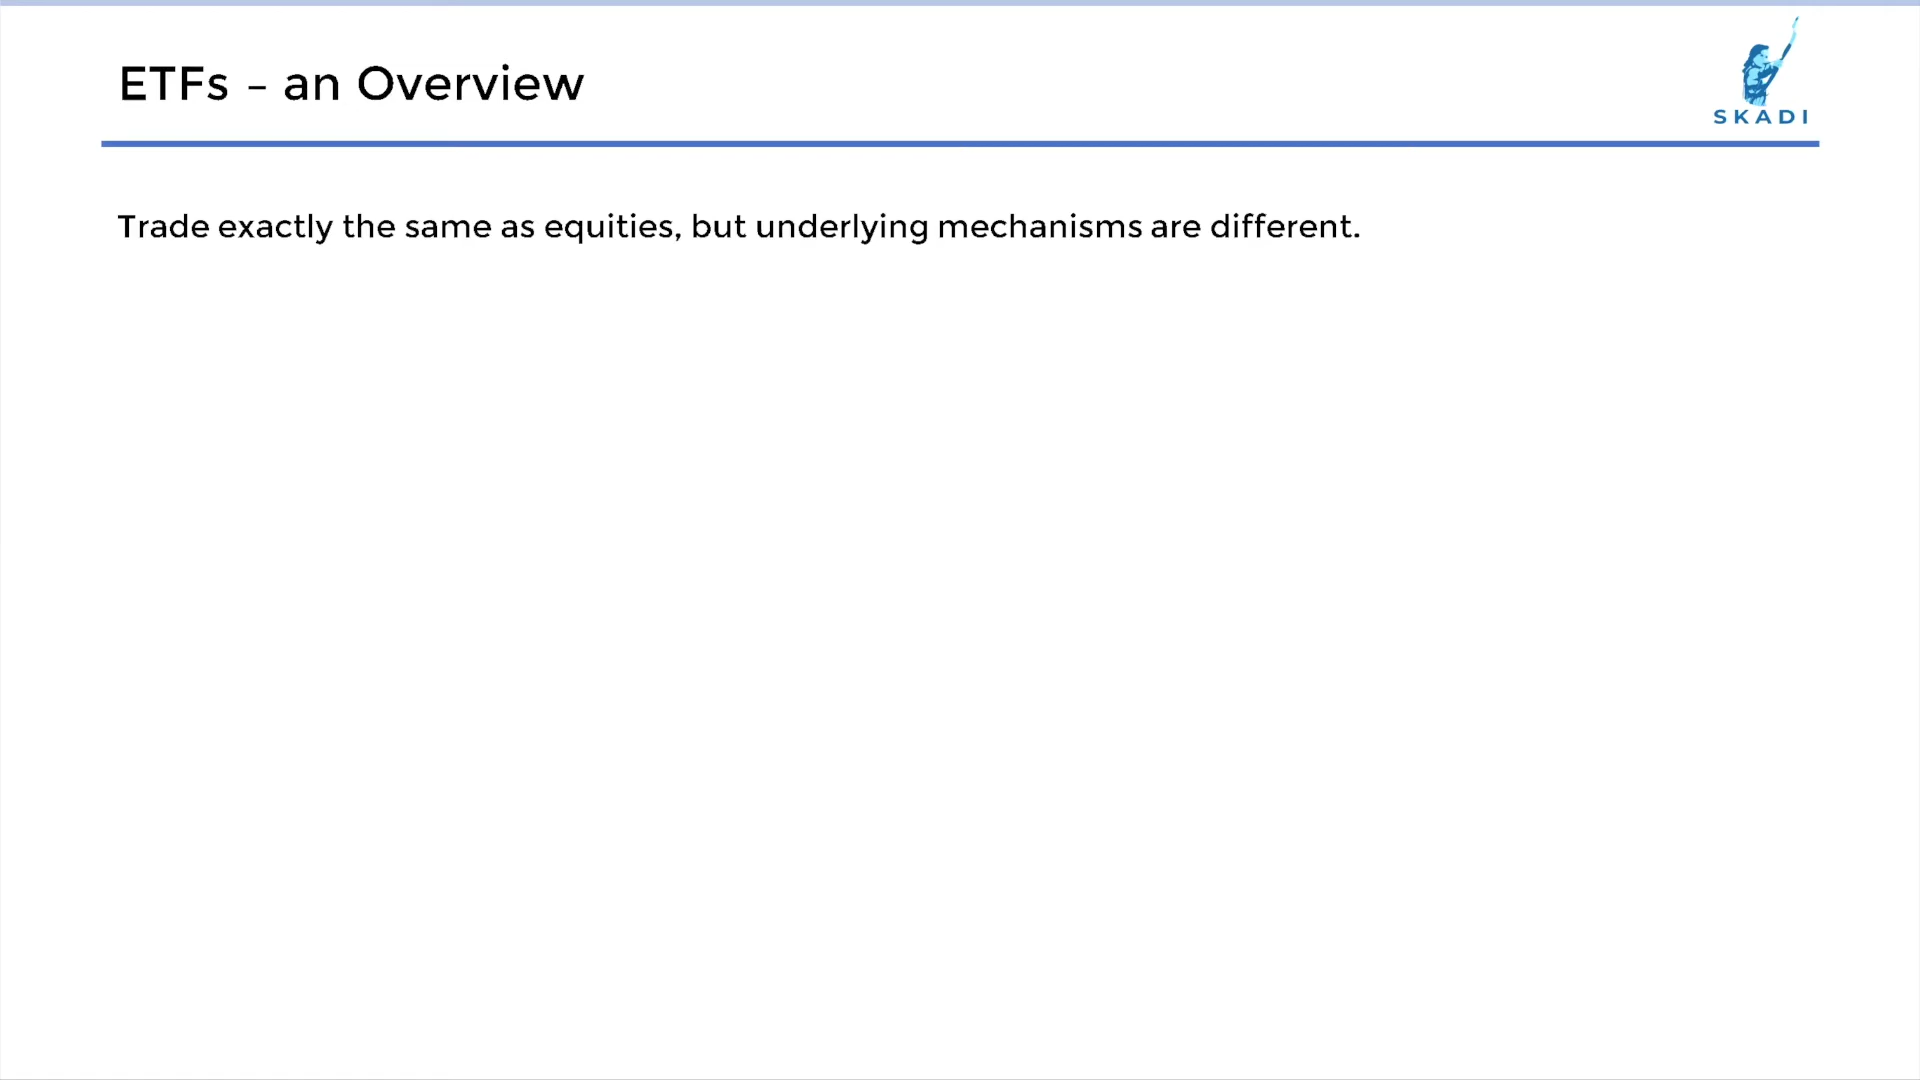 ETFs – an Overview
SKADI
Trade exactly the same as equities, but underlying mechanisms are different.